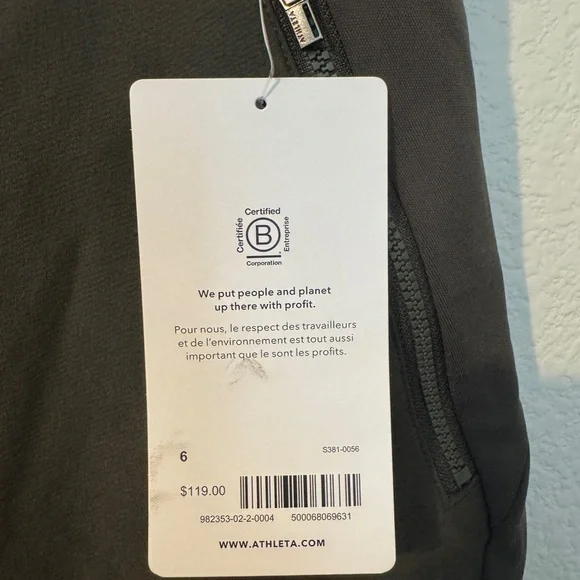 ATHLETA
Certified
Certifiée
B
Entreprise
Corporation
We put people and planet
up there with profit.
Pour nous, le respect des travailleurs
et de l'environnement est tout aussi
important que le sont les profits.
6
S381-0056
$119.00
982353-02-2-0004 500068069631
WWW.ATHLETA.COM